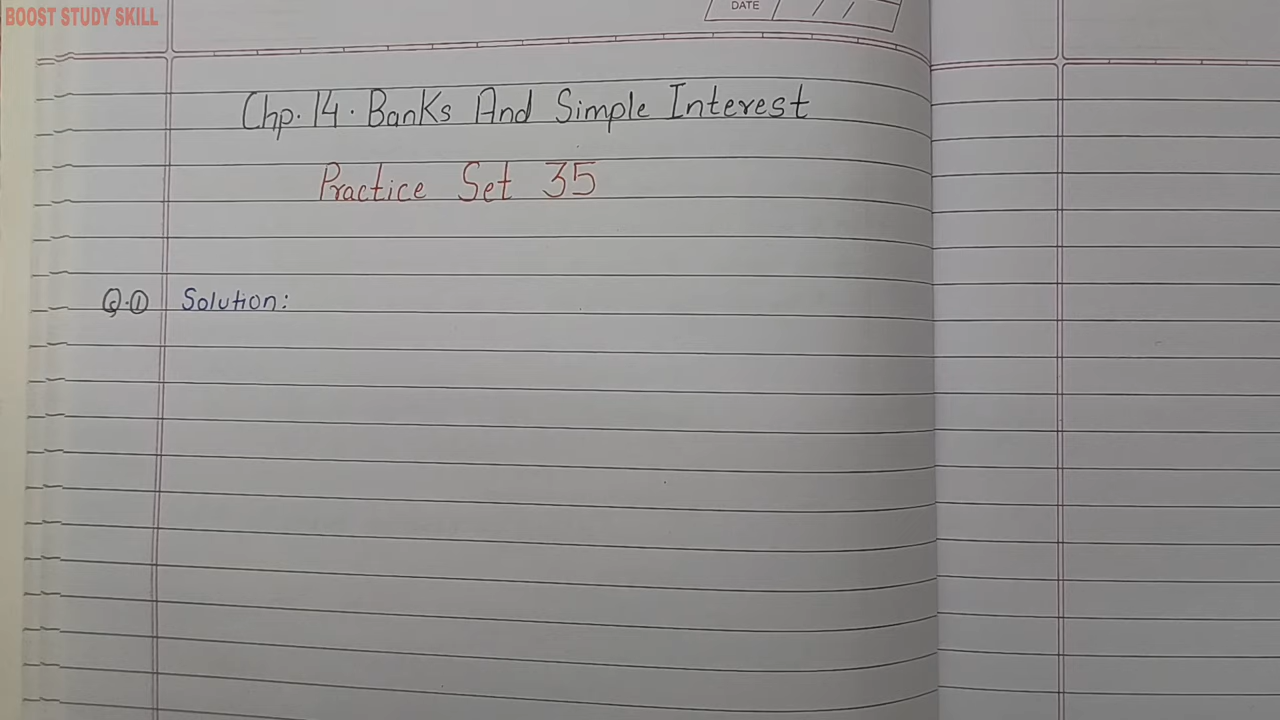 BOOST STUDY SKILL
DATE / /
Chp. 14. Banks And Simple Interest
Practice Set 35
Q.① Solution: